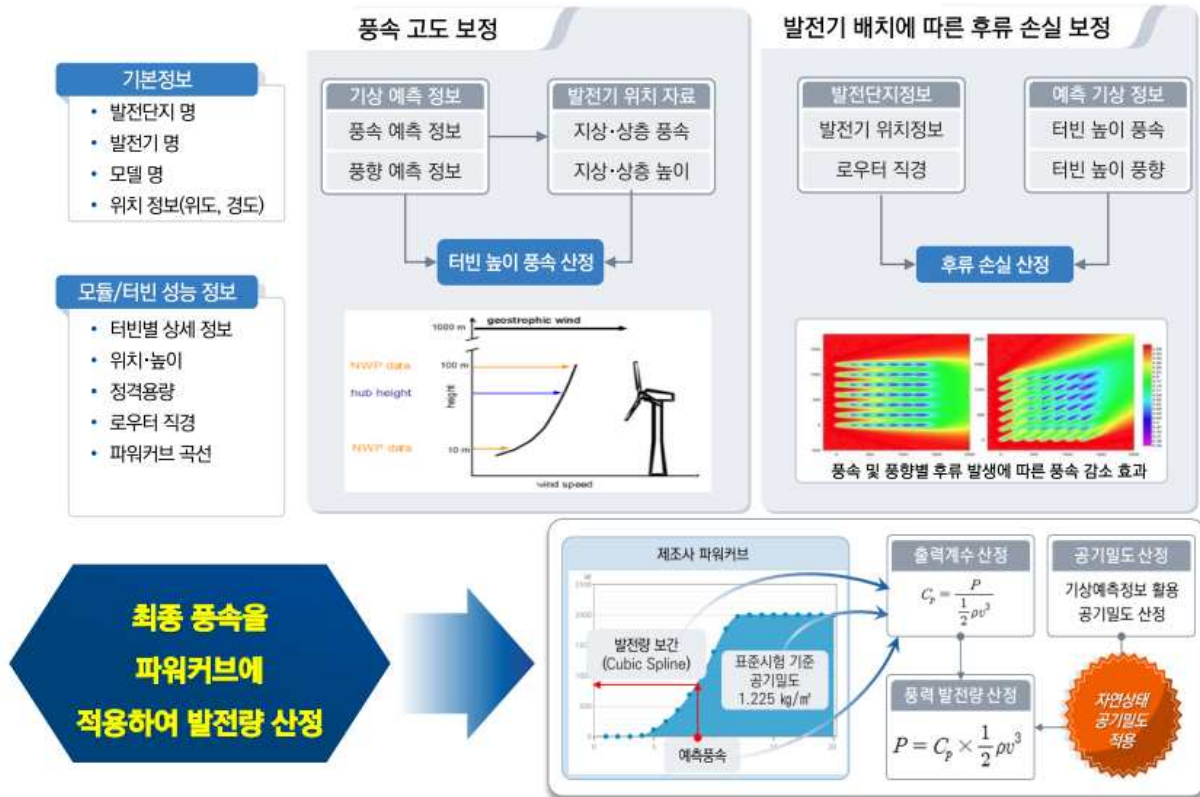 풍속 고도 보정
발전기 배치에 따른 후류 손실 보정
기본정보
• 발전단지 명
• 발전기 명
• 모델 명
• 위치 정보(위도, 경도)
모듈/터빈 성능 정보
• 터빈별 상세 정보
• 위치·높이
• 정격용량
• 로우터 직경
• 파워커브 곡선
기상 예측 정보
풍속 예측 정보
풍향 예측 정보
발전기 위치 자료
지상·상층 풍속
지상·상층 높이
터빈 높이 풍속 산정
geostrophic wind
1000 m
NWP data
100 m
hub height
height
NWP data
10 m
wind speed
발전단지정보
발전기 위치정보
로우터 직경
예측 기상 정보
터빈 높이 풍속
터빈 높이 풍향
후류 손실 산정
풍속 및 풍향별 후류 발생에 따른 풍속 감소 효과
최종 풍속을
파워커브에
적용하여 발전량 산정
제조사 파워커브
발전량 보간
(Cubic Spline)
표준시험 기준
공기밀도
1.225 kg/㎥
예측풍속
0
5
10
15
20
출력계수 산정
C_p = P / (1/2 ρv³)
공기밀도 산정
기상예측정보 활용
공기밀도 산정
풍력 발전량 산정
P = C_p × 1/2 ρv³
자연상태
공기밀도
적용